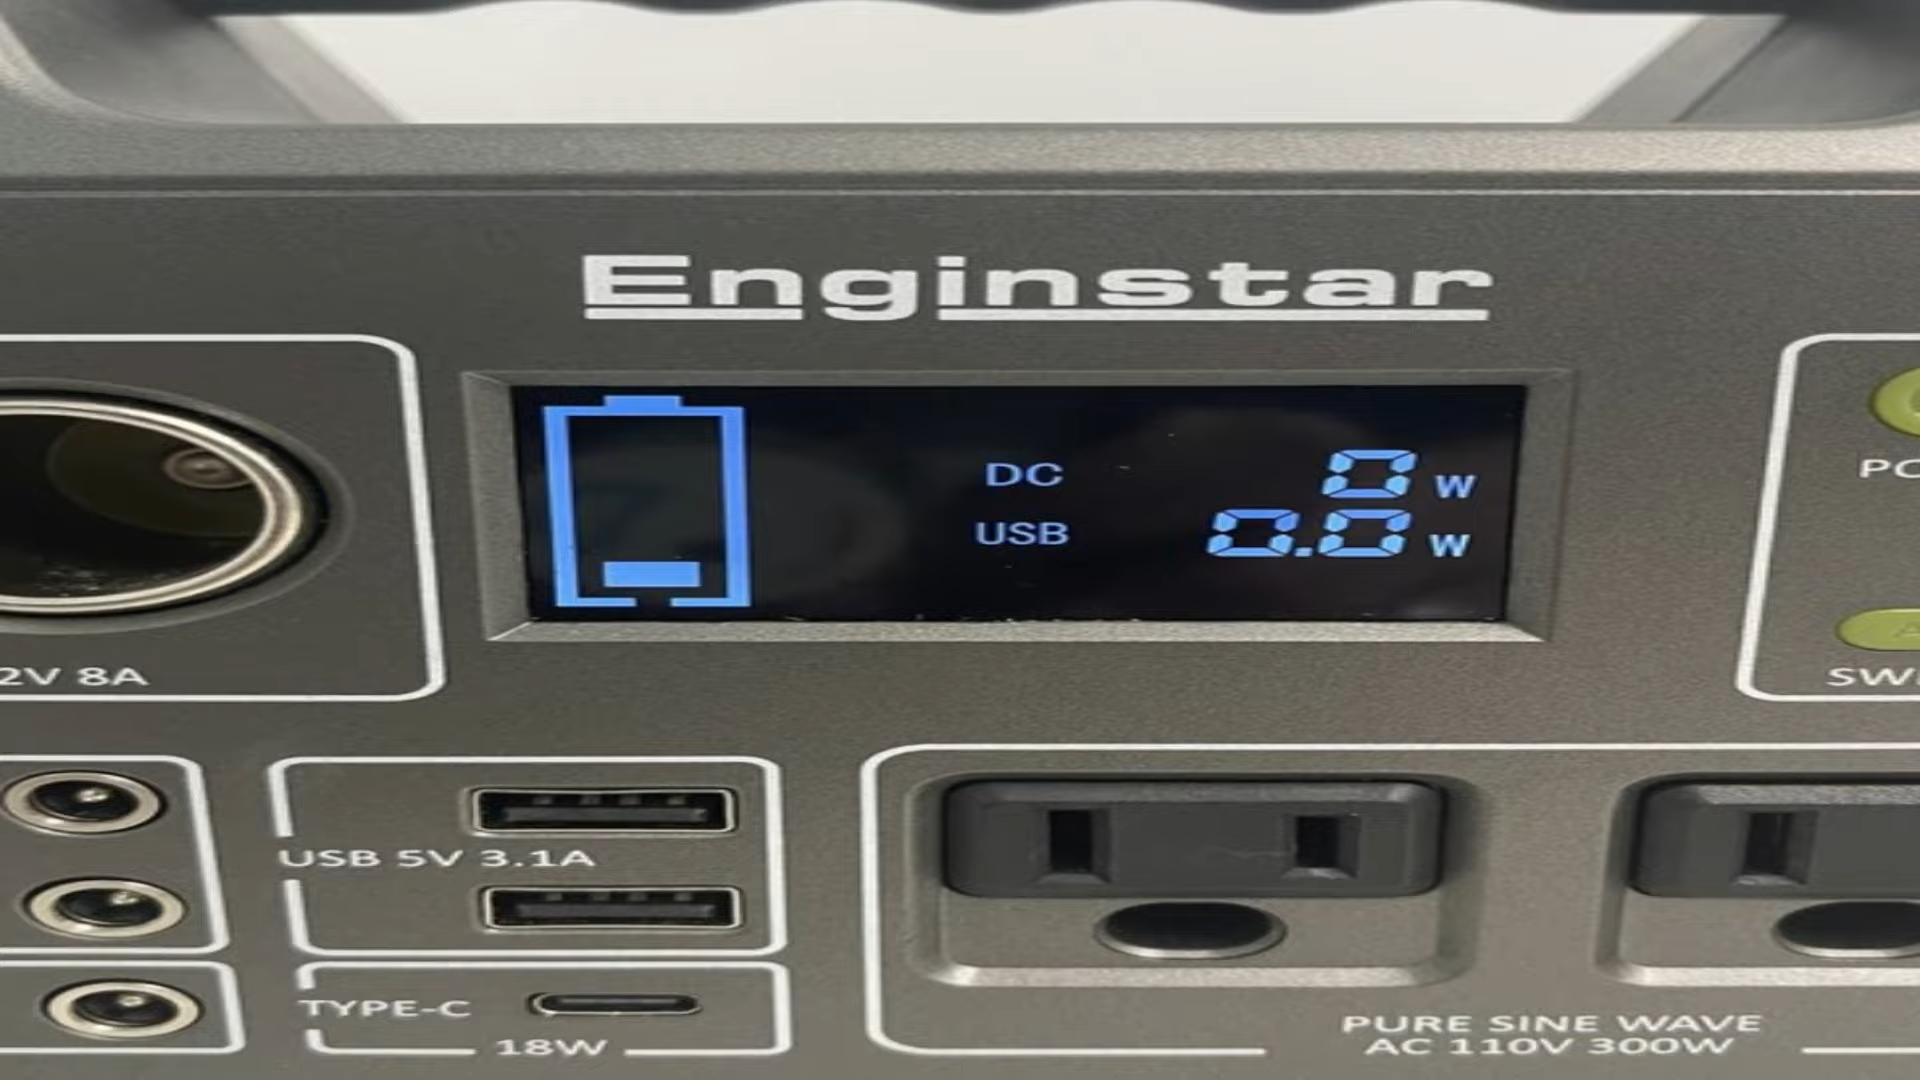 Enginstar
DC 0 W
USB 0.0 W
2V 8A
USB 5V 3.1A
TYPE-C
18W
PURE SINE WAVE
AC 110V 300W